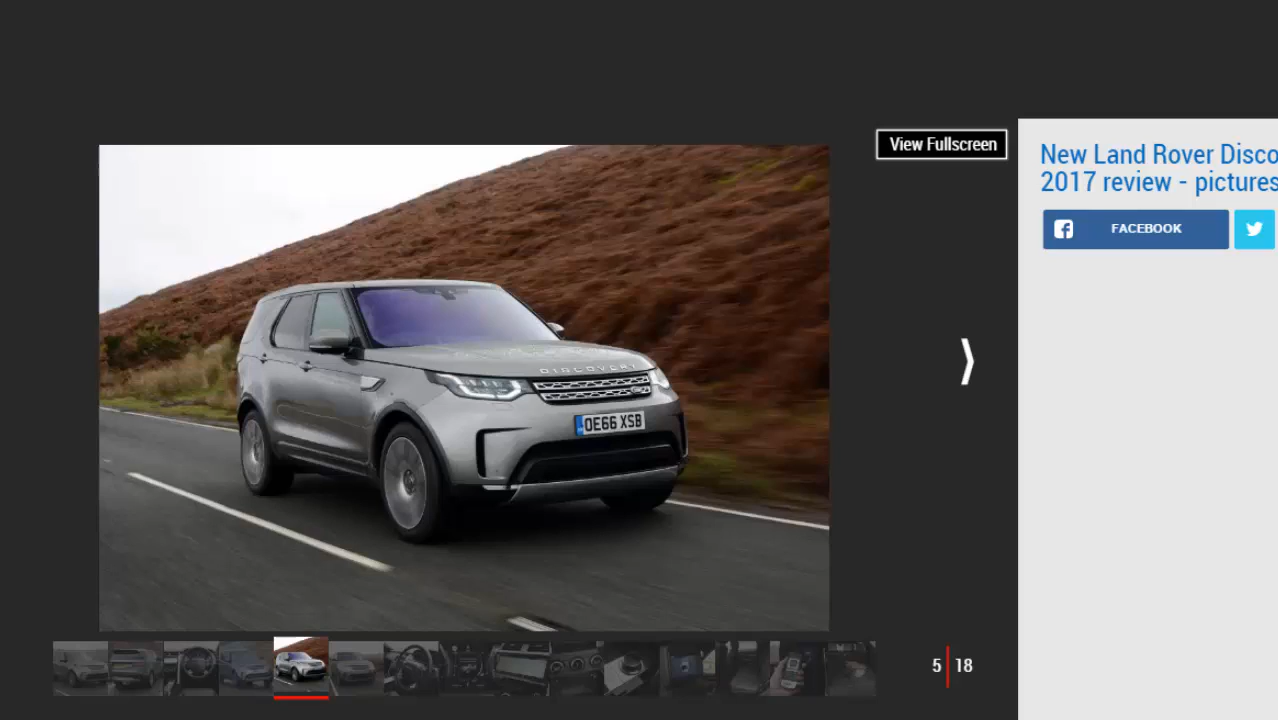 View Fullscreen
New Land Rover Disco
2017 review - pictures
FACEBOOK
DISCOVERY
OE66 XSB
5 18